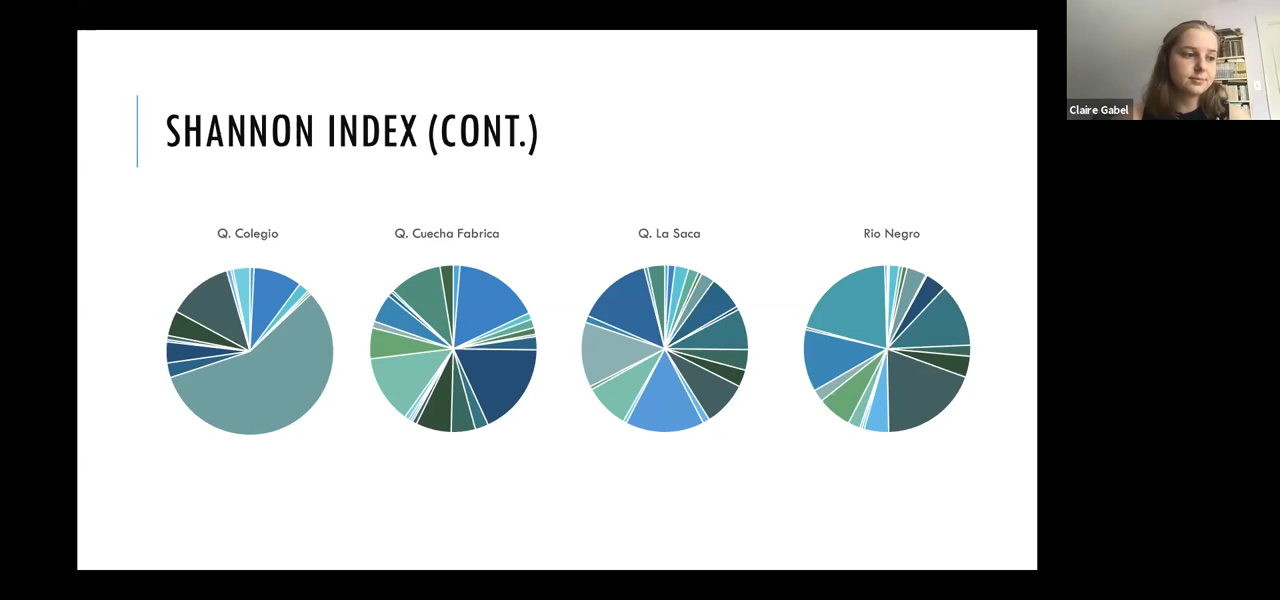 SHANNON INDEX (CONT.)
Q. Colegio
Q. Cuecha Fabrica
Q. La Saca
Rio Negro
Claire Gabel